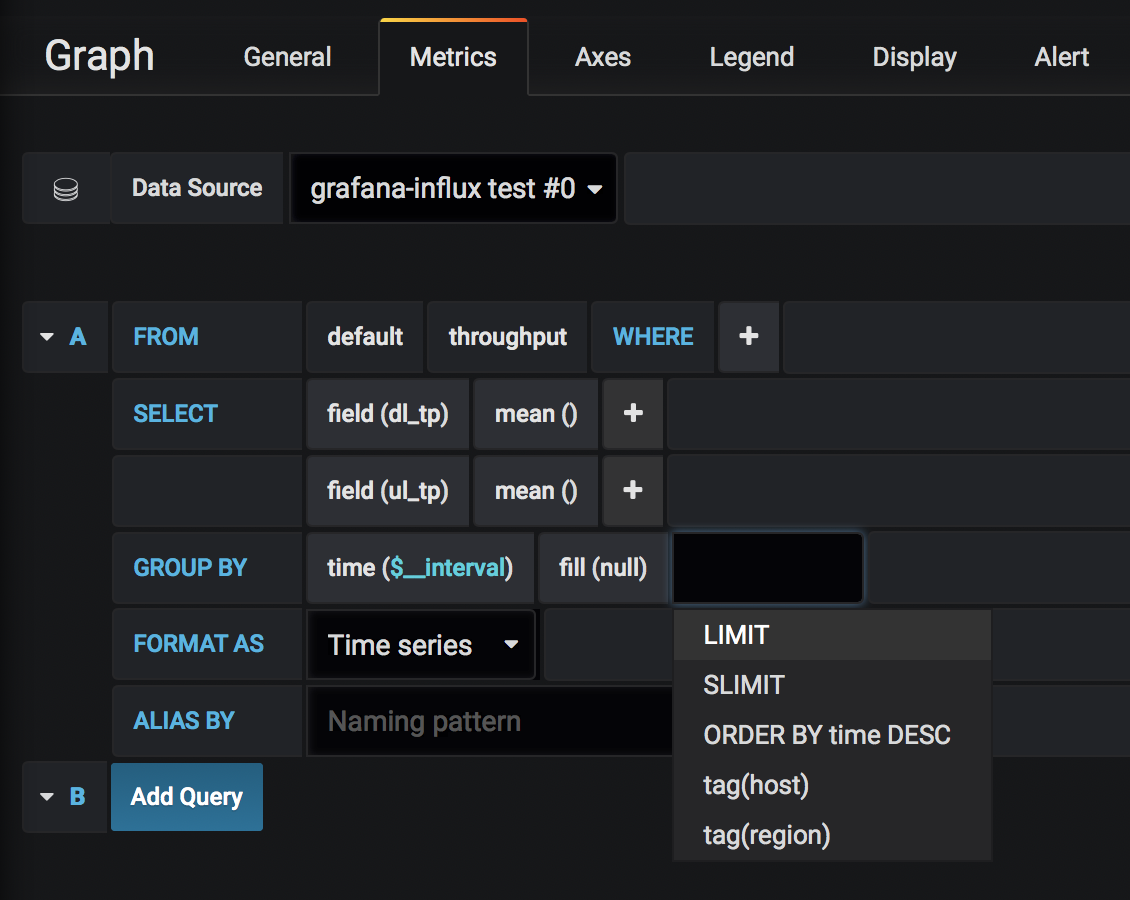 Graph General Metrics Axes Legend Display Alert
Data Source grafana-influx test #0
A FROM default throughput WHERE +
SELECT field (dl_tp) mean () +
field (ul_tp) mean () +
GROUP BY time ($__interval) fill (null)
FORMAT AS Time series
ALIAS BY Naming pattern
LIMIT
SLIMIT
ORDER BY time DESC
tag(host)
tag(region)
B Add Query